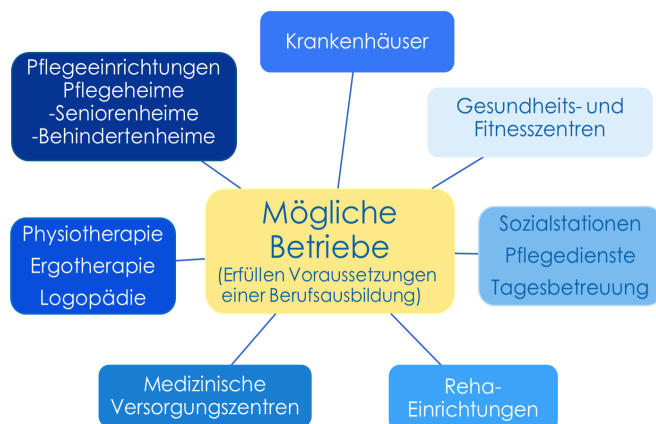 Krankenhäuser
Pflegeeinrichtungen
Pflegeheime
-Seniorenheime
-Behindertenheime
Gesundheits- und
Fitnesszentren
Mögliche
Betriebe
(Erfüllen Voraussetzungen
einer Berufsausbildung)
Physiotherapie
Ergotherapie
Logopädie
Sozialstationen
Pflegedienste
Tagesbetreuung
Medizinische
Versorgungszentren
Reha-
Einrichtungen